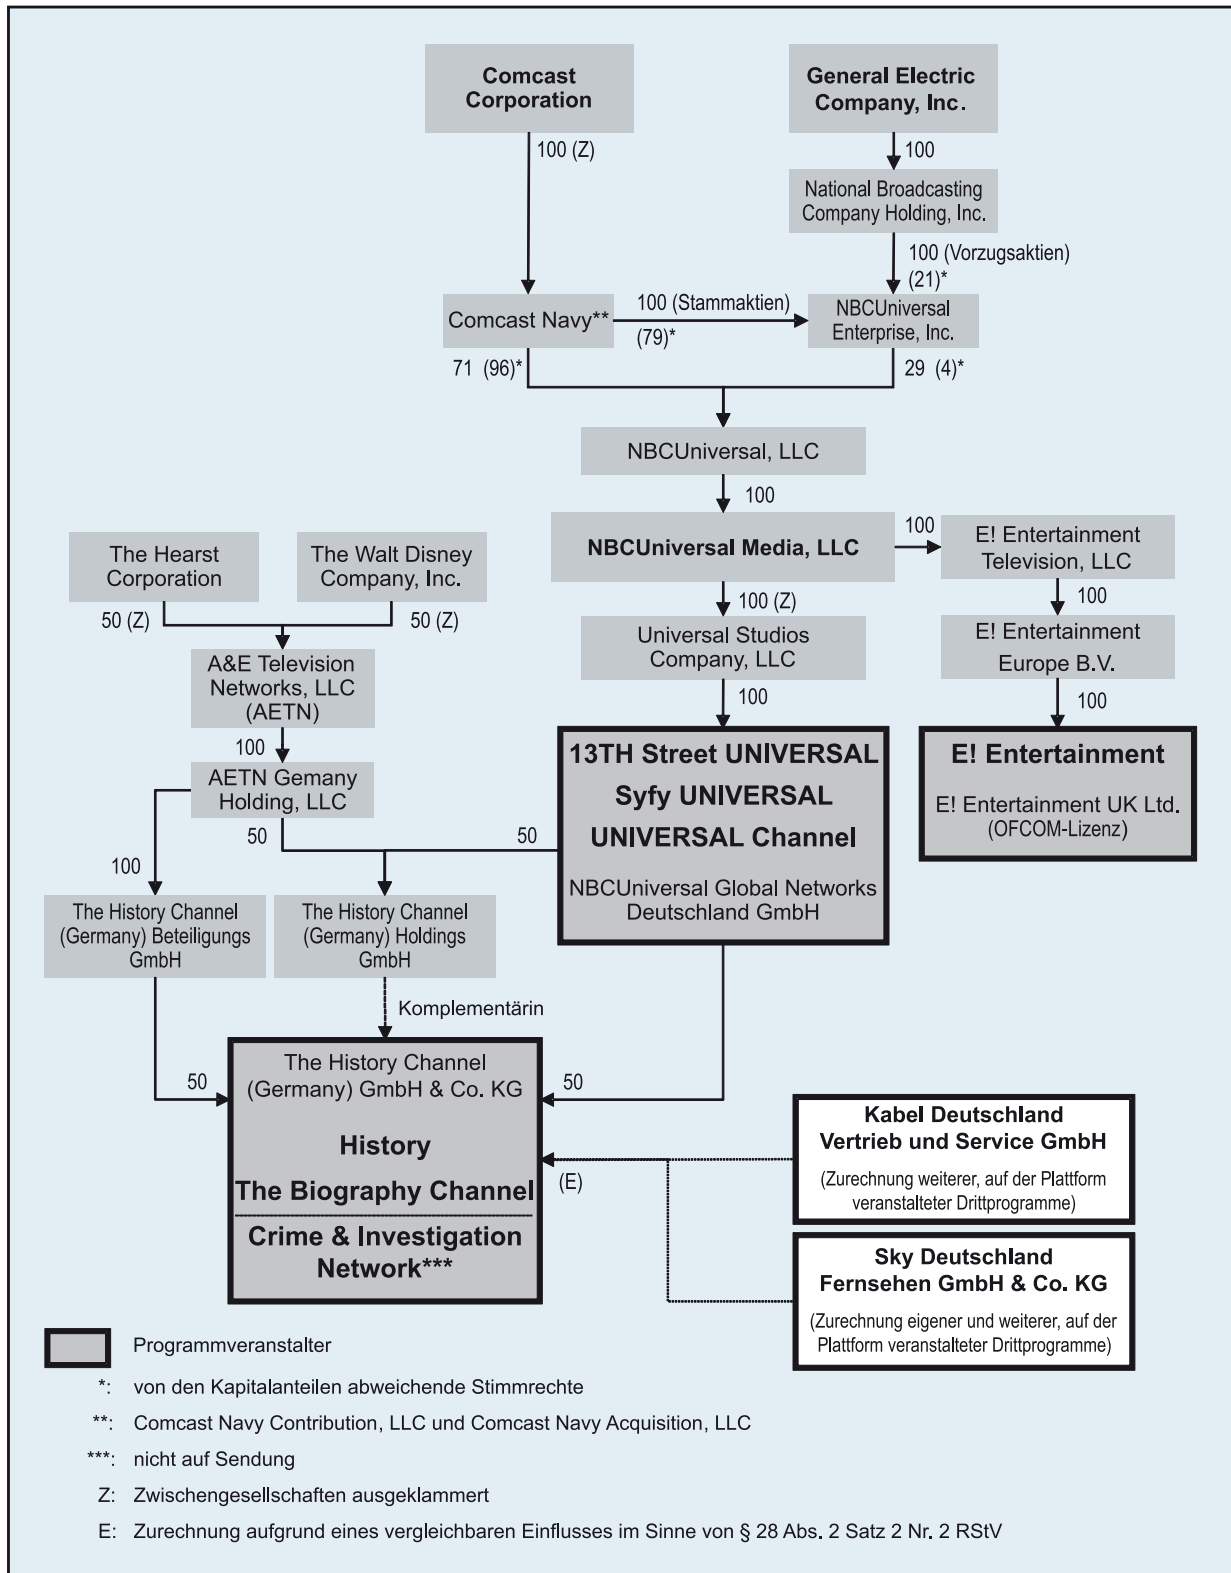 Comcast
Corporation
General Electric
Company, Inc.
100 (Z)
100
National Broadcasting
Company Holding, Inc.
100 (Vorzugsaktien)
(21)*
Comcast Navy**
100 (Stammaktien)
(79)*
NBCUniversal
Enterprise, Inc.
71 (96)*
29 (4)*
NBCUniversal, LLC
100
NBCUniversal Media, LLC
100
E! Entertainment
Television, LLC
The Hearst
Corporation
The Walt Disney
Company, Inc.
50 (Z)
50 (Z)
100 (Z)
100
Universal Studios
Company, LLC
E! Entertainment
Europe B.V.
A&E Television
Networks, LLC
(AETN)
100
100
100
AETN Gemany
Holding, LLC
13TH Street UNIVERSAL
Syfy UNIVERSAL
UNIVERSAL Channel
NBCUniversal Global Networks
Deutschland GmbH
E! Entertainment
E! Entertainment UK Ltd.
(OFCOM-Lizenz)
50
50
100
The History Channel
(Germany) Beteiligungs
GmbH
The History Channel
(Germany) Holdings
GmbH
Komplementärin
50
50
The History Channel
(Germany) GmbH & Co. KG
History
The Biography Channel
Crime & Investigation
Network***
(E)
Kabel Deutschland
Vertrieb und Service GmbH
(Zurechnung weiterer, auf der Plattform
veranstalteter Drittprogramme)
Sky Deutschland
Fernsehen GmbH & Co. KG
(Zurechnung eigener und weiterer, auf der
Plattform veranstalteter Drittprogramme)
Programmveranstalter
*: von den Kapitalanteilen abweichende Stimmrechte
**: Comcast Navy Contribution, LLC und Comcast Navy Acquisition, LLC
***: nicht auf Sendung
Z: Zwischengesellschaften ausgeklammert
E: Zurechnung aufgrund eines vergleichbaren Einflusses im Sinne von § 28 Abs. 2 Satz 2 Nr. 2 RStV